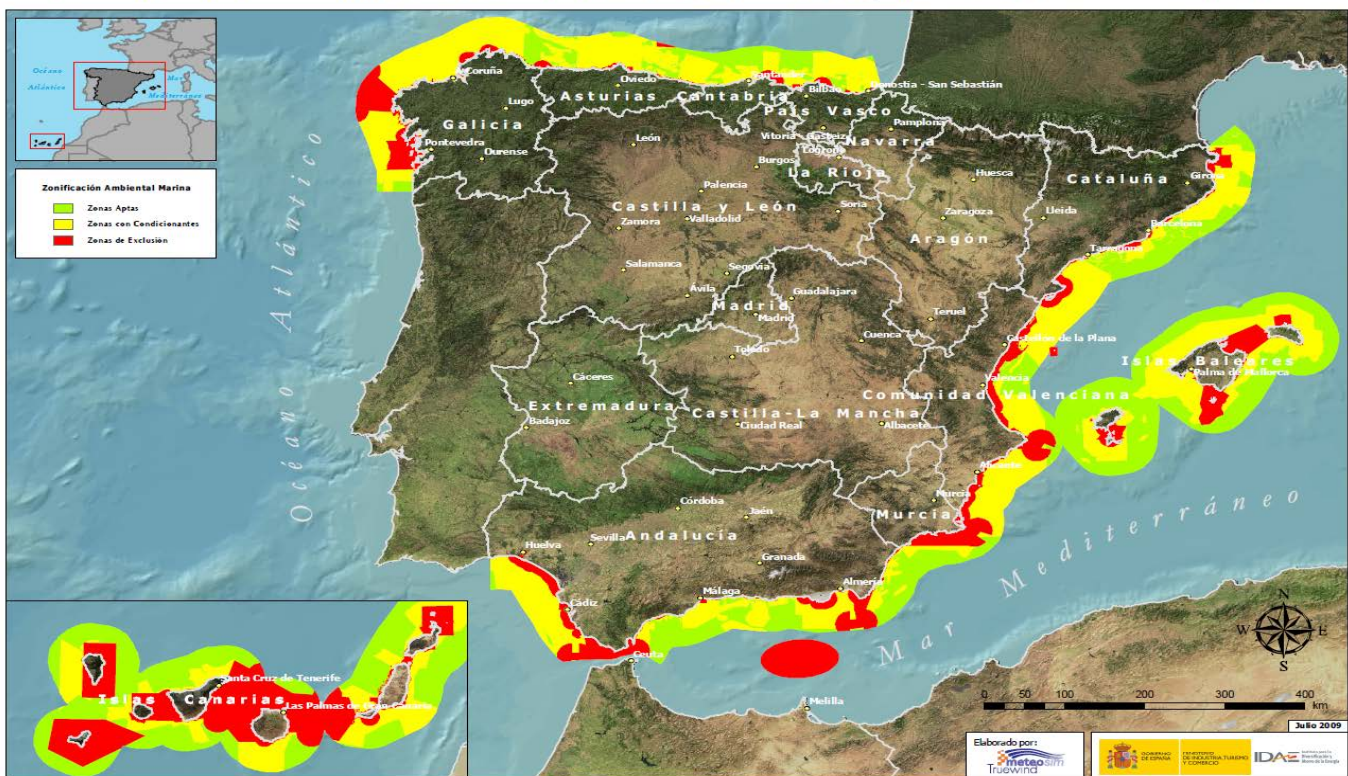 Océano
Atlántico
Mar
Mediterráneo
Zonificación Ambiental Marina
Zonas Aptas
Zonas con Condicionantes
Zonas de Exclusión
Océano Atlántico
A Coruña
Lugo
Galicia
Pontevedra
Ourense
Oviedo
Santander
Asturias
Cantabria
Bilbao
Donostia - San Sebastián
País Vasco
Vitoria
Gasteiz
Pamplona
Navarra
Logroño
La Rioja
León
Burgos
Palencia
Castilla y León
Valladolid
Zamora
Soria
Salamanca
Segovia
Ávila
Huesca
Zaragoza
Aragón
Teruel
Cataluña
Girona
Lleida
Barcelona
Tarragona
Madrid
Madrid
Guadalajara
Toledo
Cuenca
Castellón de la Plana
Valencia
Comunidad Valenciana
Alicante
Islas Baleares
Palma de Mallorca
Cáceres
Extremadura
Badajoz
Castilla-La Mancha
Ciudad Real
Albacete
Murcia
Murcia
Córdoba
Jaén
Sevilla
Andalucía
Huelva
Granada
Almería
Málaga
Cádiz
Ceuta
Melilla
Mar Mediterráneo
Santa Cruz de Tenerife
Islas Canarias
Las Palmas de Gran Canaria
N
W E
S
0 50 100 200 300 400
km
Julio 2009
Elaborado por:
meteosim
Truewind
GOBIERNO
DE ESPAÑA
MINISTERIO
DE INDUSTRIA, TURISMO
Y COMERCIO
IDAE